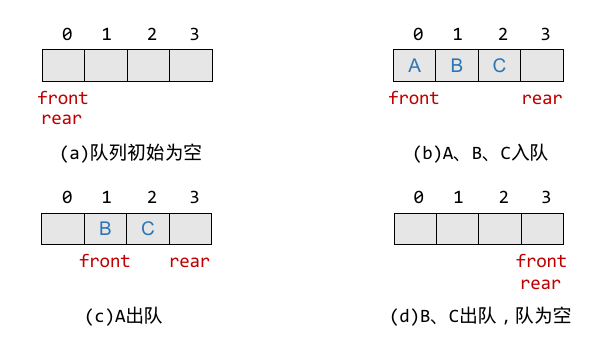 0 1 2 3
front
rear
(a)队列初始为空
0 1 2 3
A B C
front rear
(b)A、B、C入队
0 1 2 3
B C
front rear
(c)A出队
0 1 2 3
front
rear
(d)B、C出队，队为空